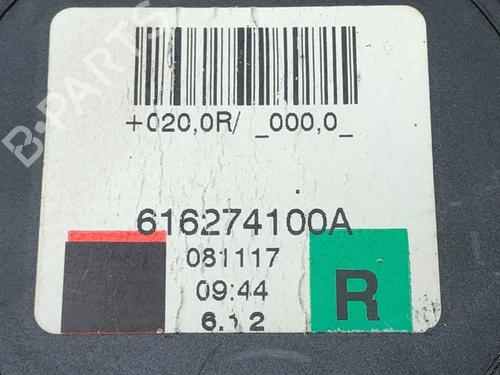 +020,0R/ _000,0_
616274100A
081117
09:44
6.1 2
R
B-PARTS